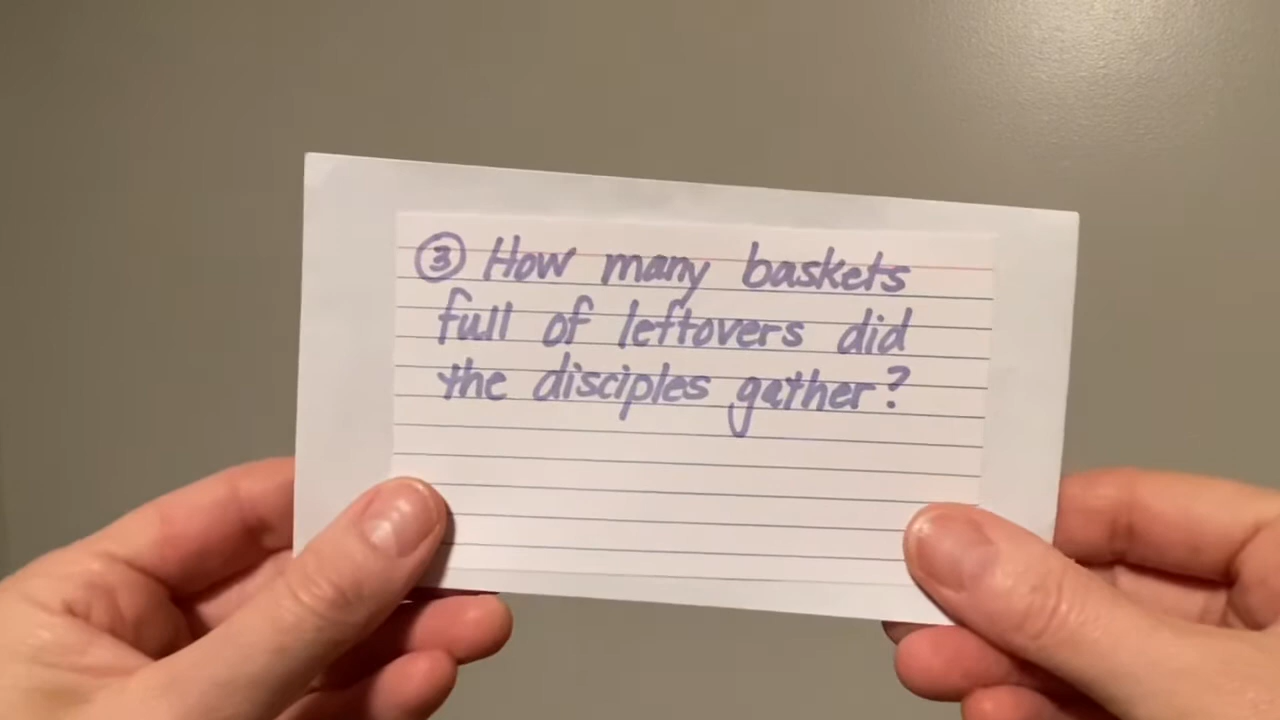 ③ How many baskets
full of leftovers did
the disciples gather?